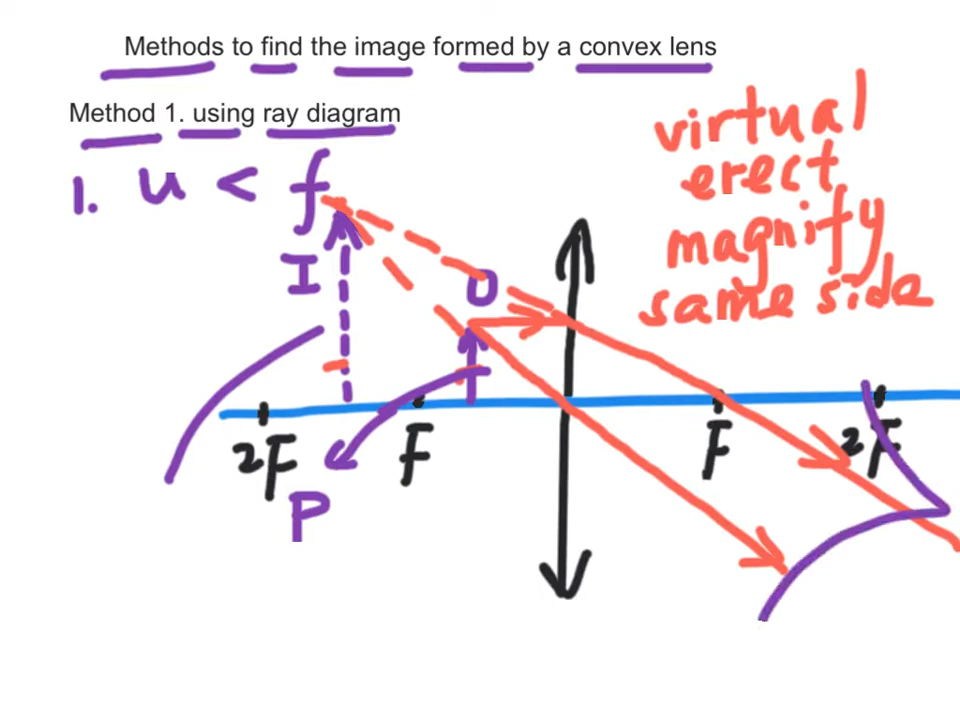 Methods to find the image formed by a convex lens
Method 1. using ray diagram
1. u < f
virtual
erect
magnify
same side
I
O
2F
F
F
2F
P